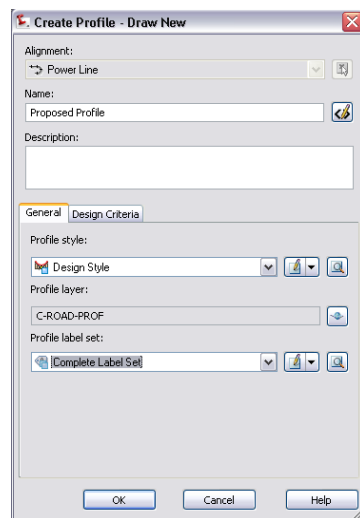 Create Profile - Draw New
Alignment:
Power Line
Name:
Proposed Profile
Description:
General Design Criteria
Profile style:
Design Style
Profile layer:
C-ROAD-PROF
Profile label set:
Complete Label Set
OK Cancel Help